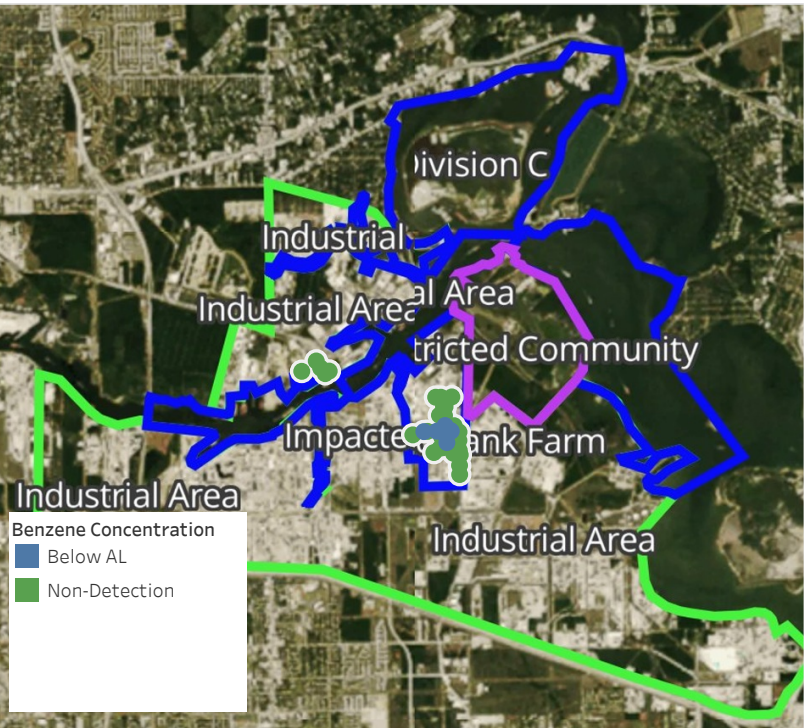 Division C
Industrial
Industrial Area
al Area
tricted Community
Impacte
ank Farm
Industrial Area
Industrial Area
Benzene Concentration
Below AL
Non-Detection